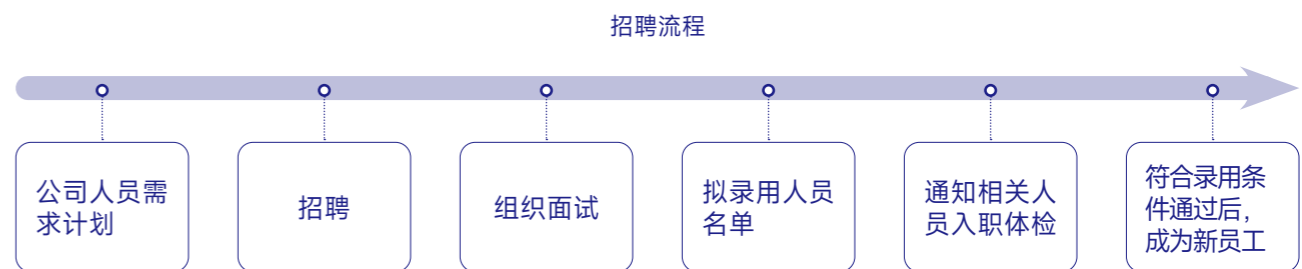 招聘流程
公司人员需
求计划
招聘
组织面试
拟录用人员
名单
通知相关人
员入职体检
符合录用条
件通过后，
成为新员工